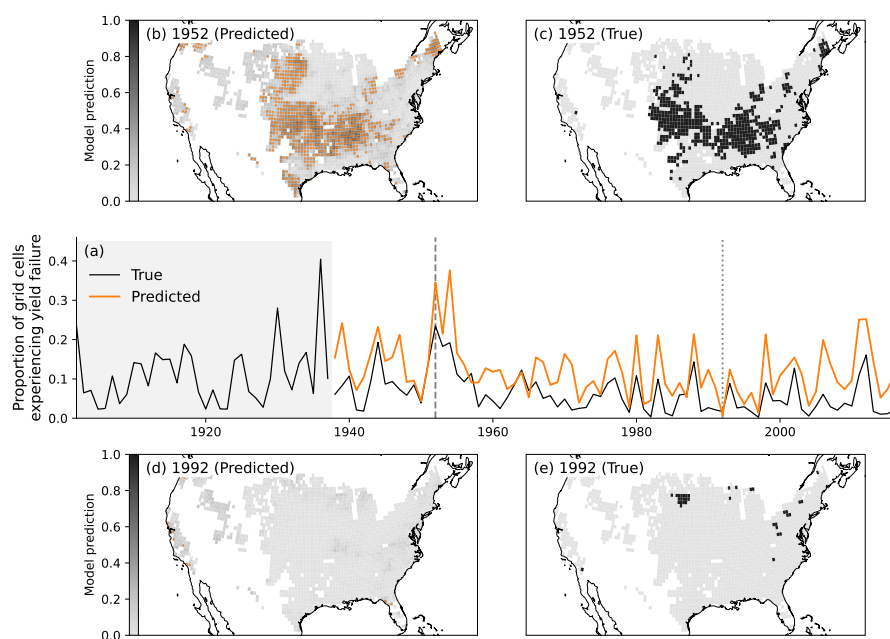 (b) 1952 (Predicted)
(c) 1952 (True)
1.0
0.8
0.6
0.4
0.2
0.0
Model prediction
(a)
True
Predicted
Proportion of grid cells
experiencing yield failure
0.4
0.3
0.2
0.1
0.0
1920
1940
1960
1980
2000
(d) 1992 (Predicted)
(e) 1992 (True)
1.0
0.8
0.6
0.4
0.2
0.0
Model prediction